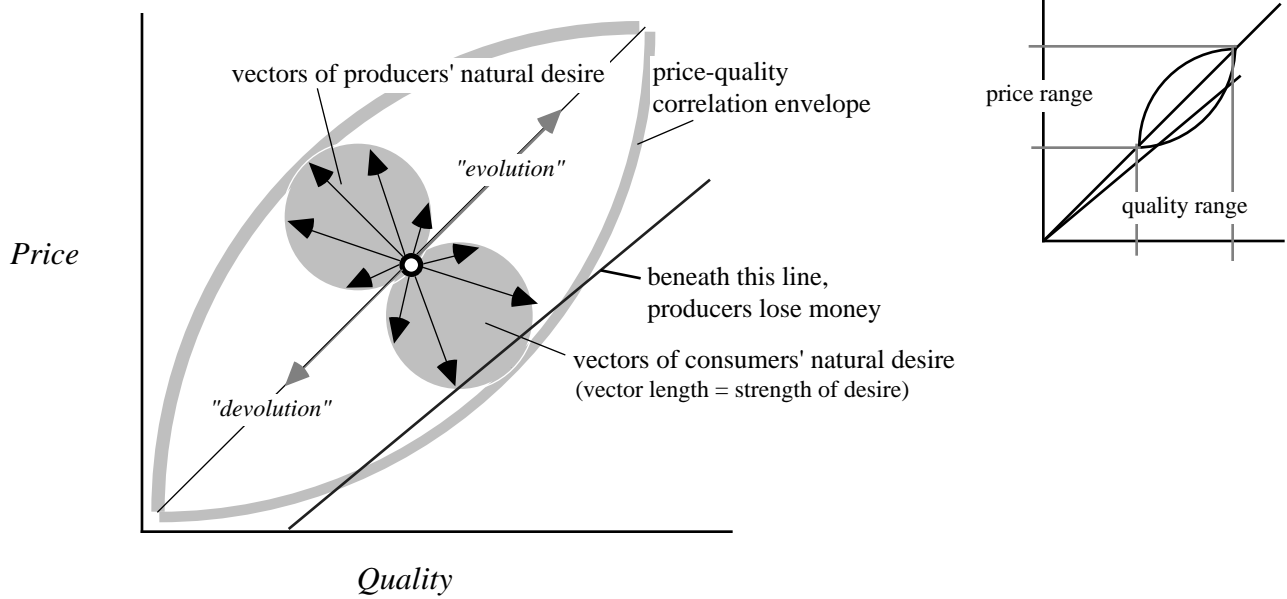 vectors of producers' natural desire
price-quality
correlation envelope
"evolution"
Price
beneath this line,
producers lose money
vectors of consumers' natural desire
(vector length = strength of desire)
"devolution"
Quality
price range
quality range